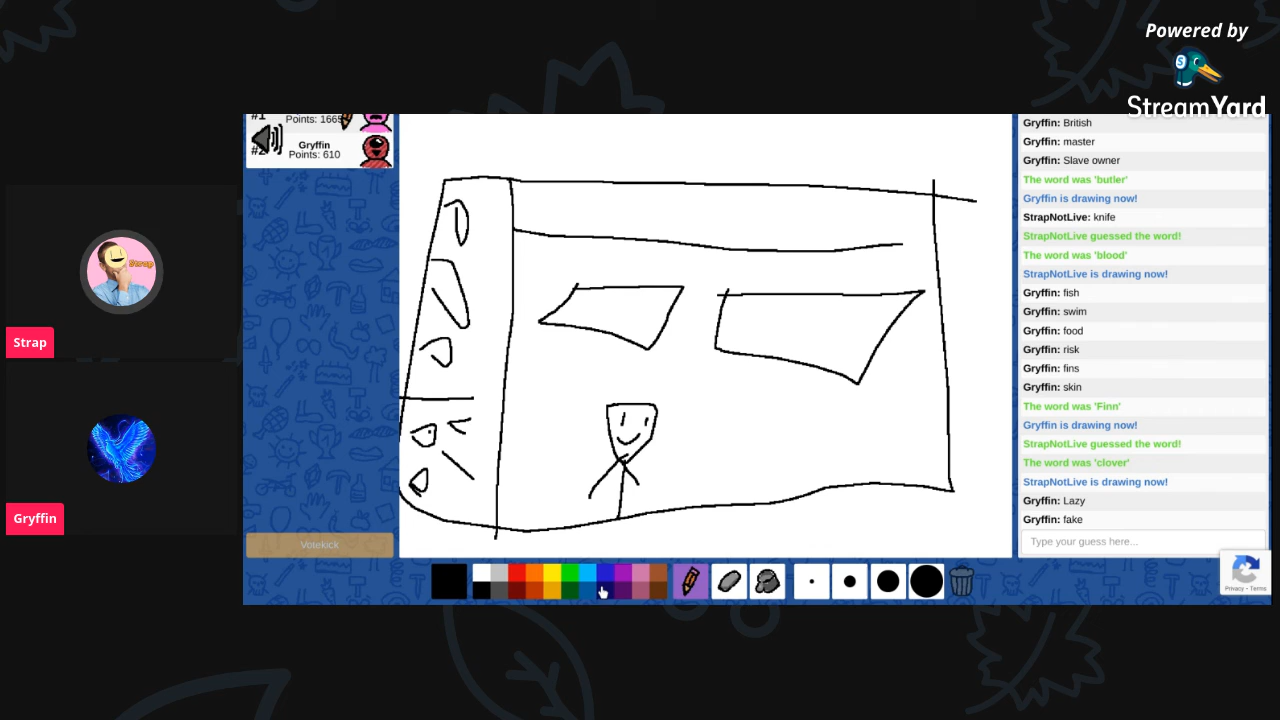 Powered by
StreamYard
#1
Points: 1665
#2
Gryffin
Points: 610
Strap
Strap
Gryffin
Votekick
Gryffin: British
Gryffin: master
Gryffin: Slave owner
The word was 'butler'
Gryffin is drawing now!
StrapNotLive: knife
StrapNotLive guessed the word!
The word was 'blood'
StrapNotLive is drawing now!
Gryffin: fish
Gryffin: swim
Gryffin: food
Gryffin: risk
Gryffin: fins
Gryffin: skin
The word was 'Finn'
Gryffin is drawing now!
StrapNotLive guessed the word!
The word was 'clover'
StrapNotLive is drawing now!
Gryffin: Lazy
Gryffin: fake
Type your guess here...
Privacy - Terms